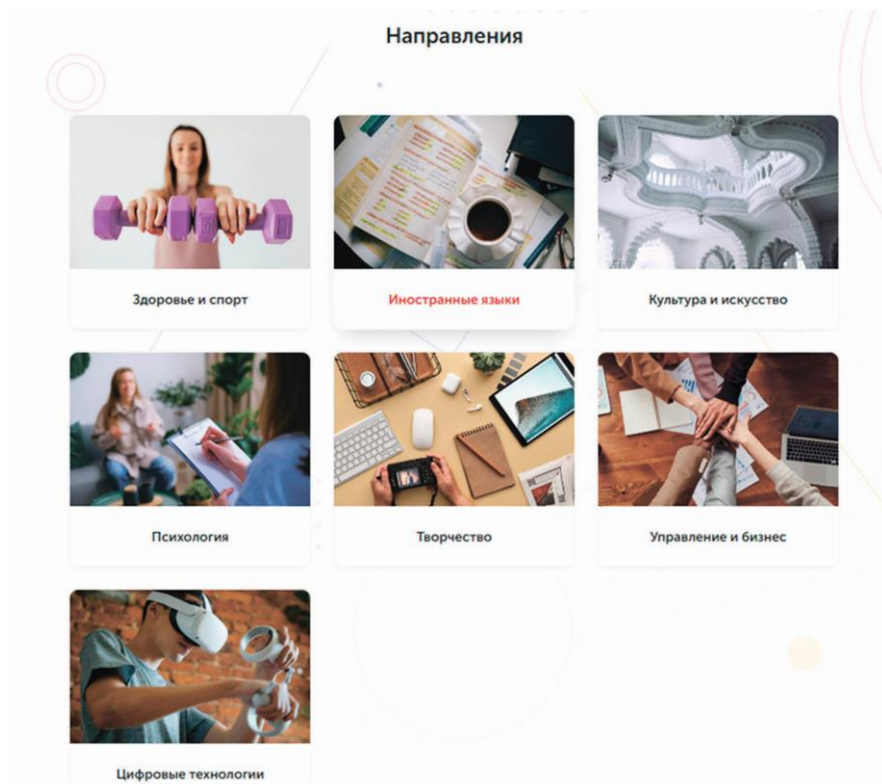 Направления
Здоровье и спорт
Иностранные языки
Культура и искусство
Психология
Творчество
Управление и бизнес
Цифровые технологии